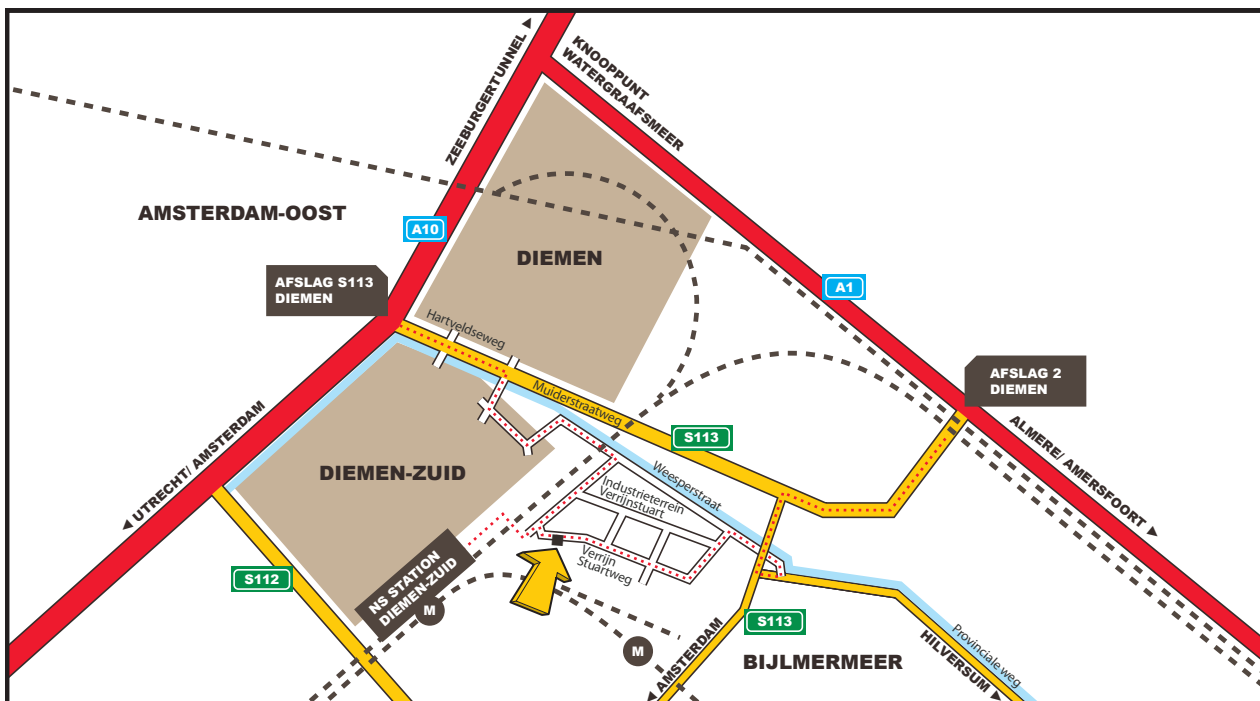 ZEEBURGERTUNNEL
KNOOPPUNT
WATERGRAAFSMEER
AMSTERDAM-OOST
A10
DIEMEN
AFSLAG S113
DIEMEN
A1
Hartveldseweg
AFSLAG 2
DIEMEN
Muiderstraatweg
S113
UTRECHT/ AMSTERDAM
ALMERE/ AMERSFOORT
DIEMEN-ZUID
Weesperstraat
Industrieterrein
Verrijnstuart
Verrijn
Stuartweg
NS STATION
DIEMEN-ZUID
S112
M
M
S113
AMSTERDAM
BIJLMERMEER
HILVERSUM
Provinciale weg